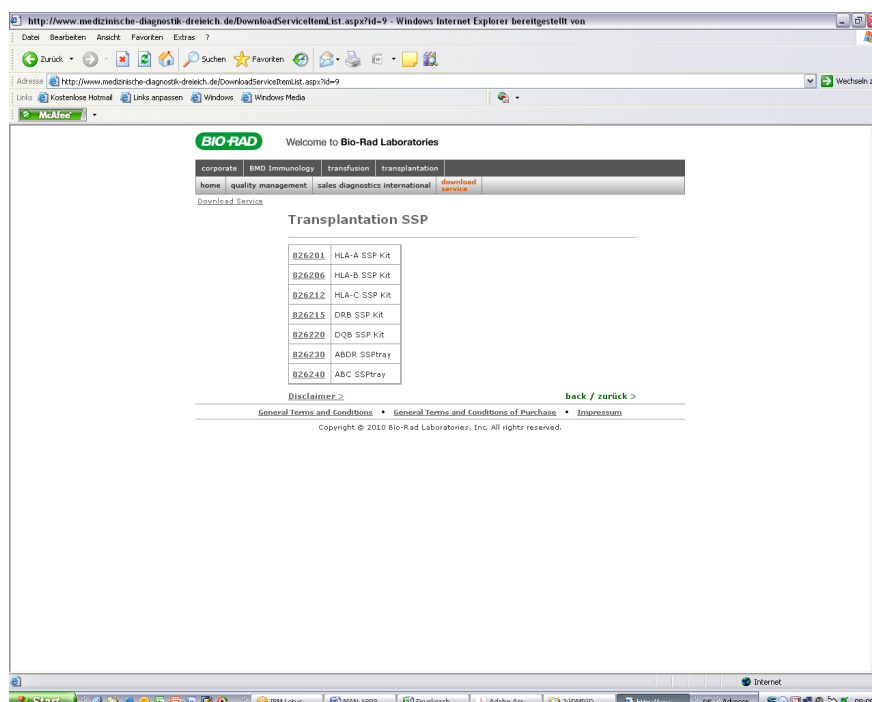 http://www.medizinische-diagnostik-dreieich.de/DownloadServiceItemList.aspx?id=9 - Windows Internet Explorer bereitgestellt von
Datei Bearbeiten Ansicht Favoriten Extras ?
Zurück Suchen Favoriten
Adresse http://www.medizinische-diagnostik-dreieich.de/DownloadServiceItemList.aspx?id=9 Wechseln z
Links Kostenlose Hotmail Links anpassen Windows Windows Media
McAfee
BIO-RAD Welcome to Bio-Rad Laboratories
corporate BMD Immunology transfusion transplantation
home quality management sales diagnostics international download service
Download Service
Transplantation SSP
826201 HLA-A SSP Kit
826206 HLA-B SSP Kit
826212 HLA-C SSP Kit
826215 DRB SSP Kit
826220 DQB SSP Kit
826230 ABDR SSPtray
826240 ABC SSPtray
Disclaimer > back / zurück >
General Terms and Conditions • General Terms and Conditions of Purchase • Impressum
Copyright © 2010 Bio-Rad Laboratories, Inc. All rights reserved.
Internet
Start IBM Lotus Adobe Acr Adresse